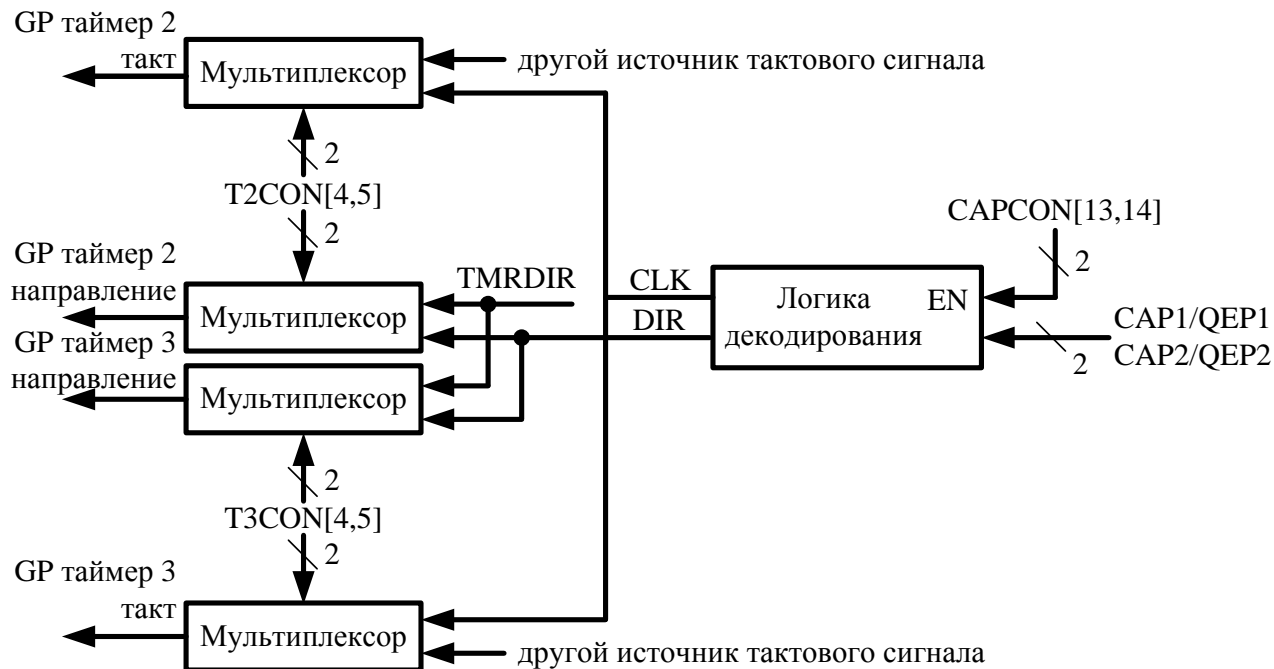 GP таймер 2
такт
Мультиплексор
другой источник тактового сигнала
2
T2CON[4,5]
2
GP таймер 2
направление
Мультиплексор
TMRDIR
CLK
DIR
Логика
декодирования
EN
CAPCON[13,14]
2
CAP1/QEP1
2
CAP2/QEP2
GP таймер 3
направление
Мультиплексор
2
T3CON[4,5]
2
GP таймер 3
такт
Мультиплексор
другой источник тактового сигнала